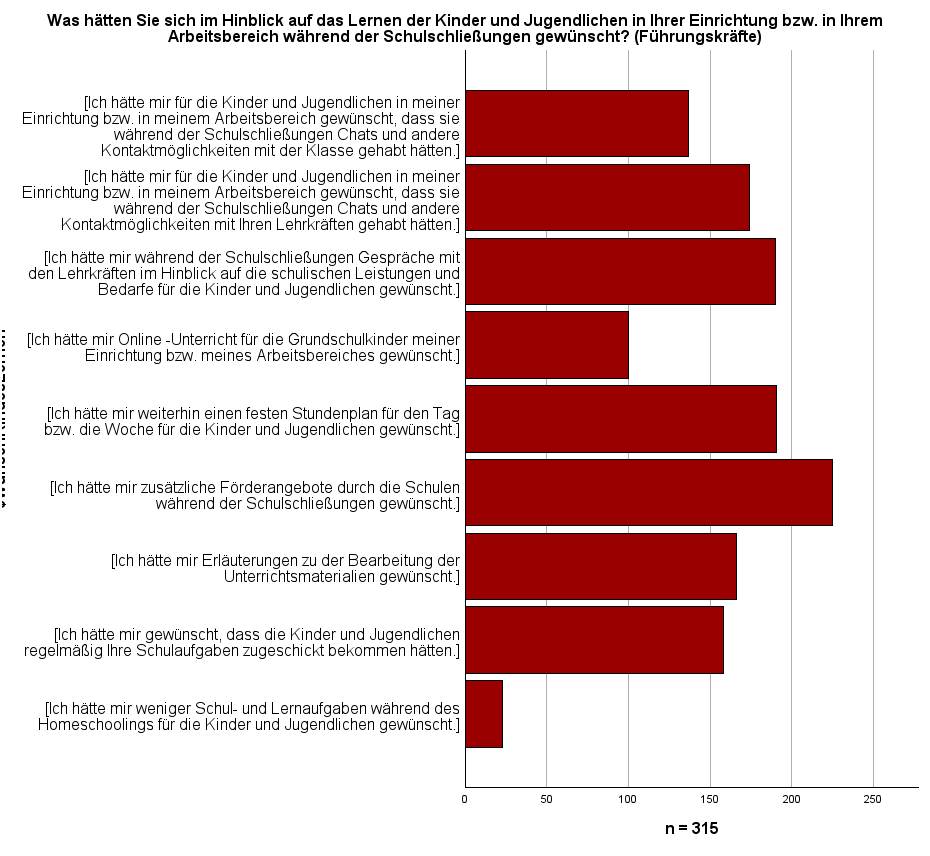 Was hätten Sie sich im Hinblick auf das Lernen der Kinder und Jugendlichen in Ihrer Einrichtung bzw. in Ihrem
Arbeitsbereich während der Schulschließungen gewünscht? (Führungskräfte)
[Ich hätte mir für die Kinder und Jugendlichen in meiner
Einrichtung bzw. in meinem Arbeitsbereich gewünscht, dass sie
während der Schulschließungen Chats und andere
Kontaktmöglichkeiten mit der Klasse gehabt hätten.]
[Ich hätte mir für die Kinder und Jugendlichen in meiner
Einrichtung bzw. in meinem Arbeitsbereich gewünscht, dass sie
während der Schulschließungen Chats und andere
Kontaktmöglichkeiten mit Ihren Lehrkräften gehabt hätten.]
[Ich hätte mir während der Schulschließungen Gespräche mit
den Lehrkräften im Hinblick auf die schulischen Leistungen und
Bedarfe für die Kinder und Jugendlichen gewünscht.]
[Ich hätte mir Online -Unterricht für die Grundschulkinder meiner
Einrichtung bzw. meines Arbeitsbereiches gewünscht.]
[Ich hätte mir weiterhin einen festen Stundenplan für den Tag
bzw. die Woche für die Kinder und Jugendlichen gewünscht.]
[Ich hätte mir zusätzliche Förderangebote durch die Schulen
während der Schulschließungen gewünscht.]
[Ich hätte mir Erläuterungen zu der Bearbeitung der
Unterrichtsmaterialien gewünscht.]
[Ich hätte mir gewünscht, dass die Kinder und Jugendlichen
regelmäßig Ihre Schulaufgaben zugeschickt bekommen hätten.]
[Ich hätte mir weniger Schul- und Lernaufgaben während des
Homeschoolings für die Kinder und Jugendlichen gewünscht.]
0 50 100 150 200 250
n = 315